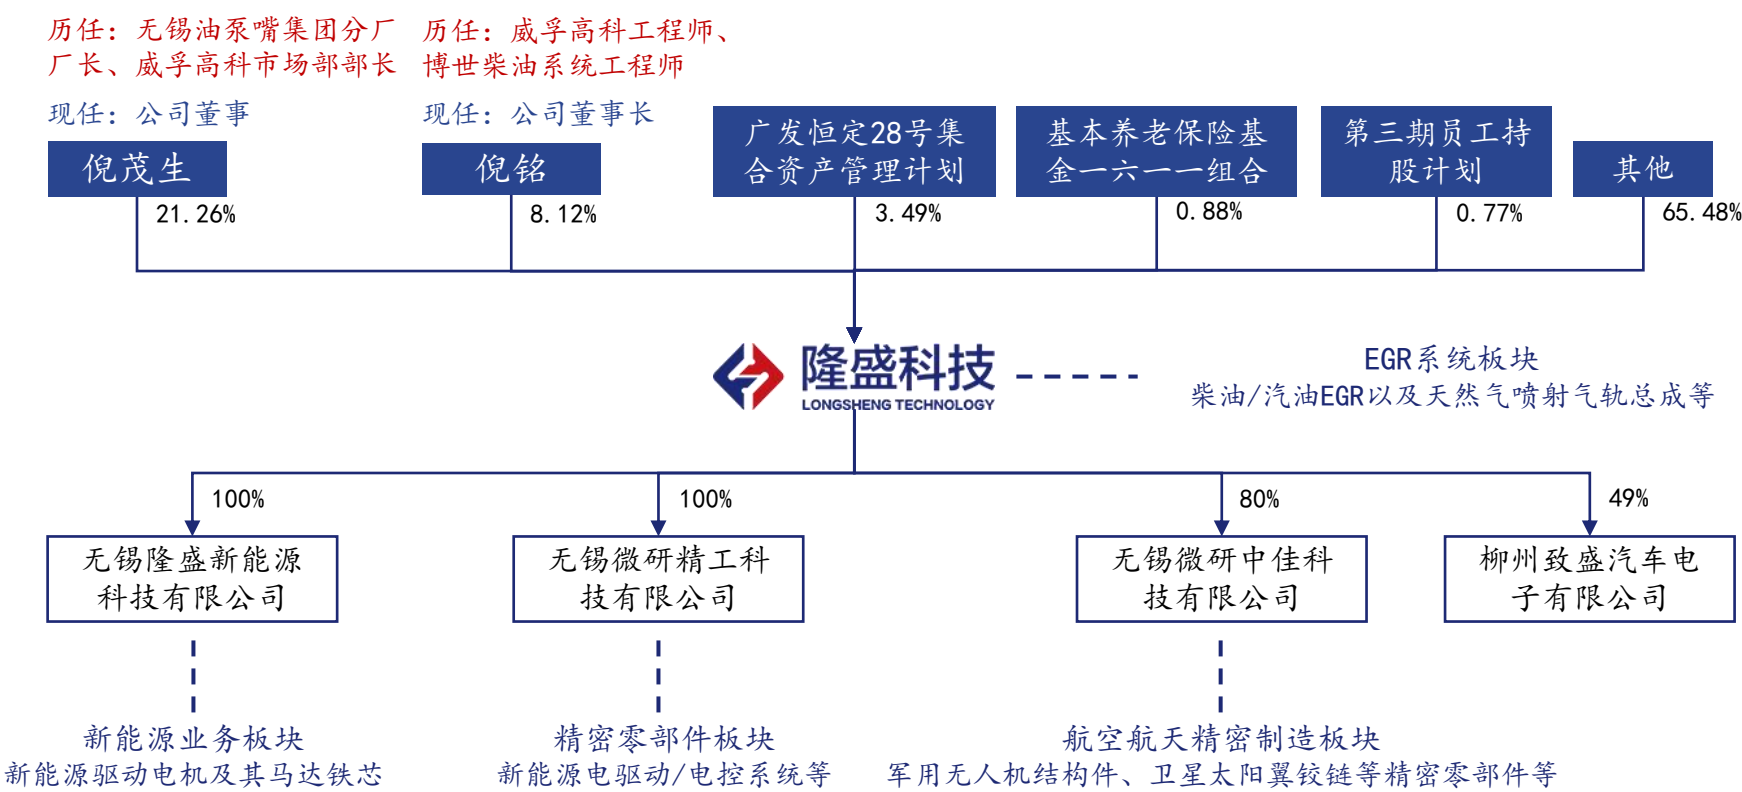 历任：无锡油泵嘴集团分厂
厂长、威孚高科市场部部长
现任：公司董事
倪茂生
21.26%
历任：威孚高科工程师、
博世柴油系统工程师
现任：公司董事长
倪铭
8.12%
广发恒定28号集
合资产管理计划
3.49%
基本养老保险基
金一六一一组合
0.88%
第三期员工持
股计划
0.77%
其他
65.48%
隆盛科技
LONGSHENG TECHNOLOGY
EGR系统板块
柴油/汽油EGR以及天然气喷射气轨总成等
100%
100%
80%
49%
无锡隆盛新能源
科技有限公司
无锡微研精工科
技有限公司
无锡微研中佳科
技有限公司
柳州致盛汽车电
子有限公司
新能源业务板块
新能源驱动电机及其马达铁芯
精密零部件板块
新能源电驱动/电控系统等
航空航天精密制造板块
军用无人机结构件、卫星太阳翼铰链等精密零部件等